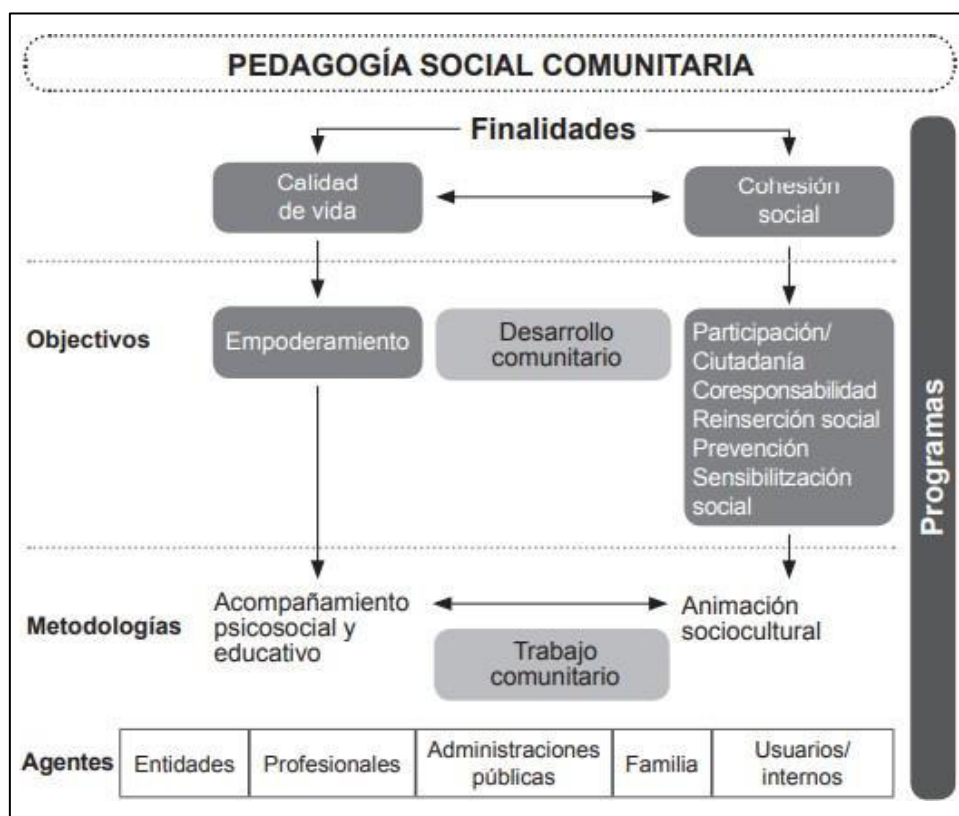 PEDAGOGÍA SOCIAL COMUNITARIA
Finalidades
Calidad
de vida
Cohesión
social
Objectivos
Empoderamiento
Desarrollo
comunitario
Participación/
Ciutadanía
Coresponsabilidad
Reinserción social
Prevención
Sensibilitzación
social
Metodologías
Acompañamiento
psicosocial y
educativo
Trabajo
comunitario
Animación
sociocultural
Agentes
Entidades
Profesionales
Administraciones
públicas
Familia
Usuarios/
internos
Programas